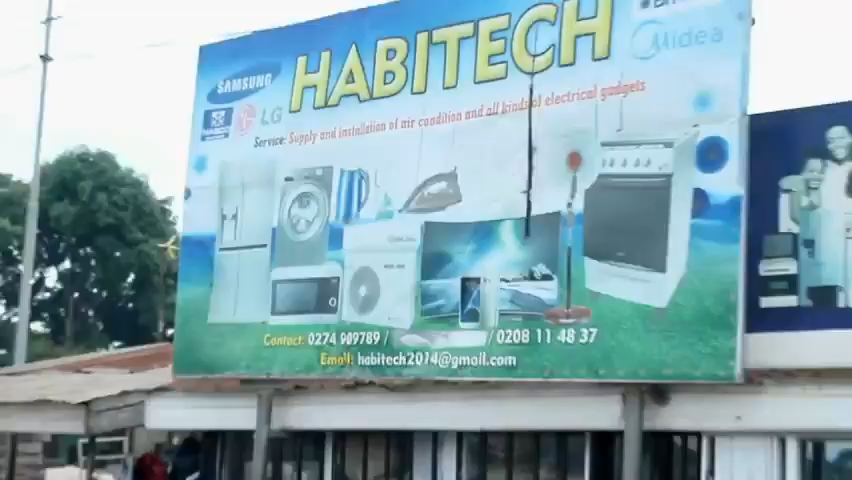 HABITECH
SAMSUNG
Midea
NASCO
LG
Service: Supply and installation of air condition and all kinds of electrical gadgets
Contact: 0274 909789 / / 0208 11 48 37
Email: habitech2014@gmail.com